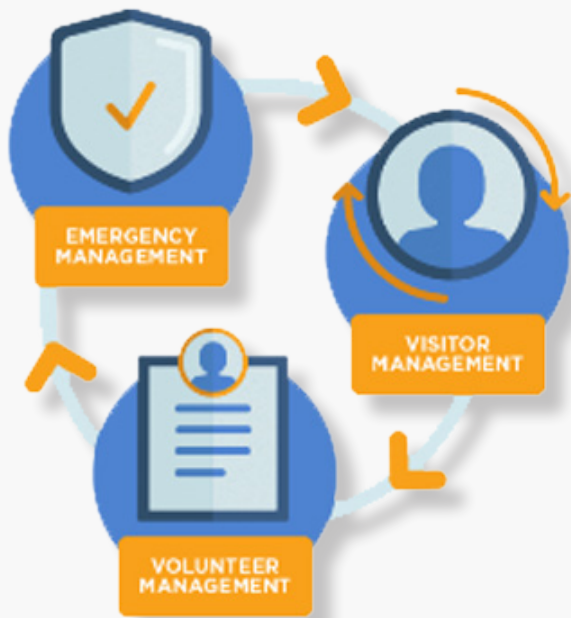 EMERGENCY
MANAGEMENT
VISITOR
MANAGEMENT
VOLUNTEER
MANAGEMENT